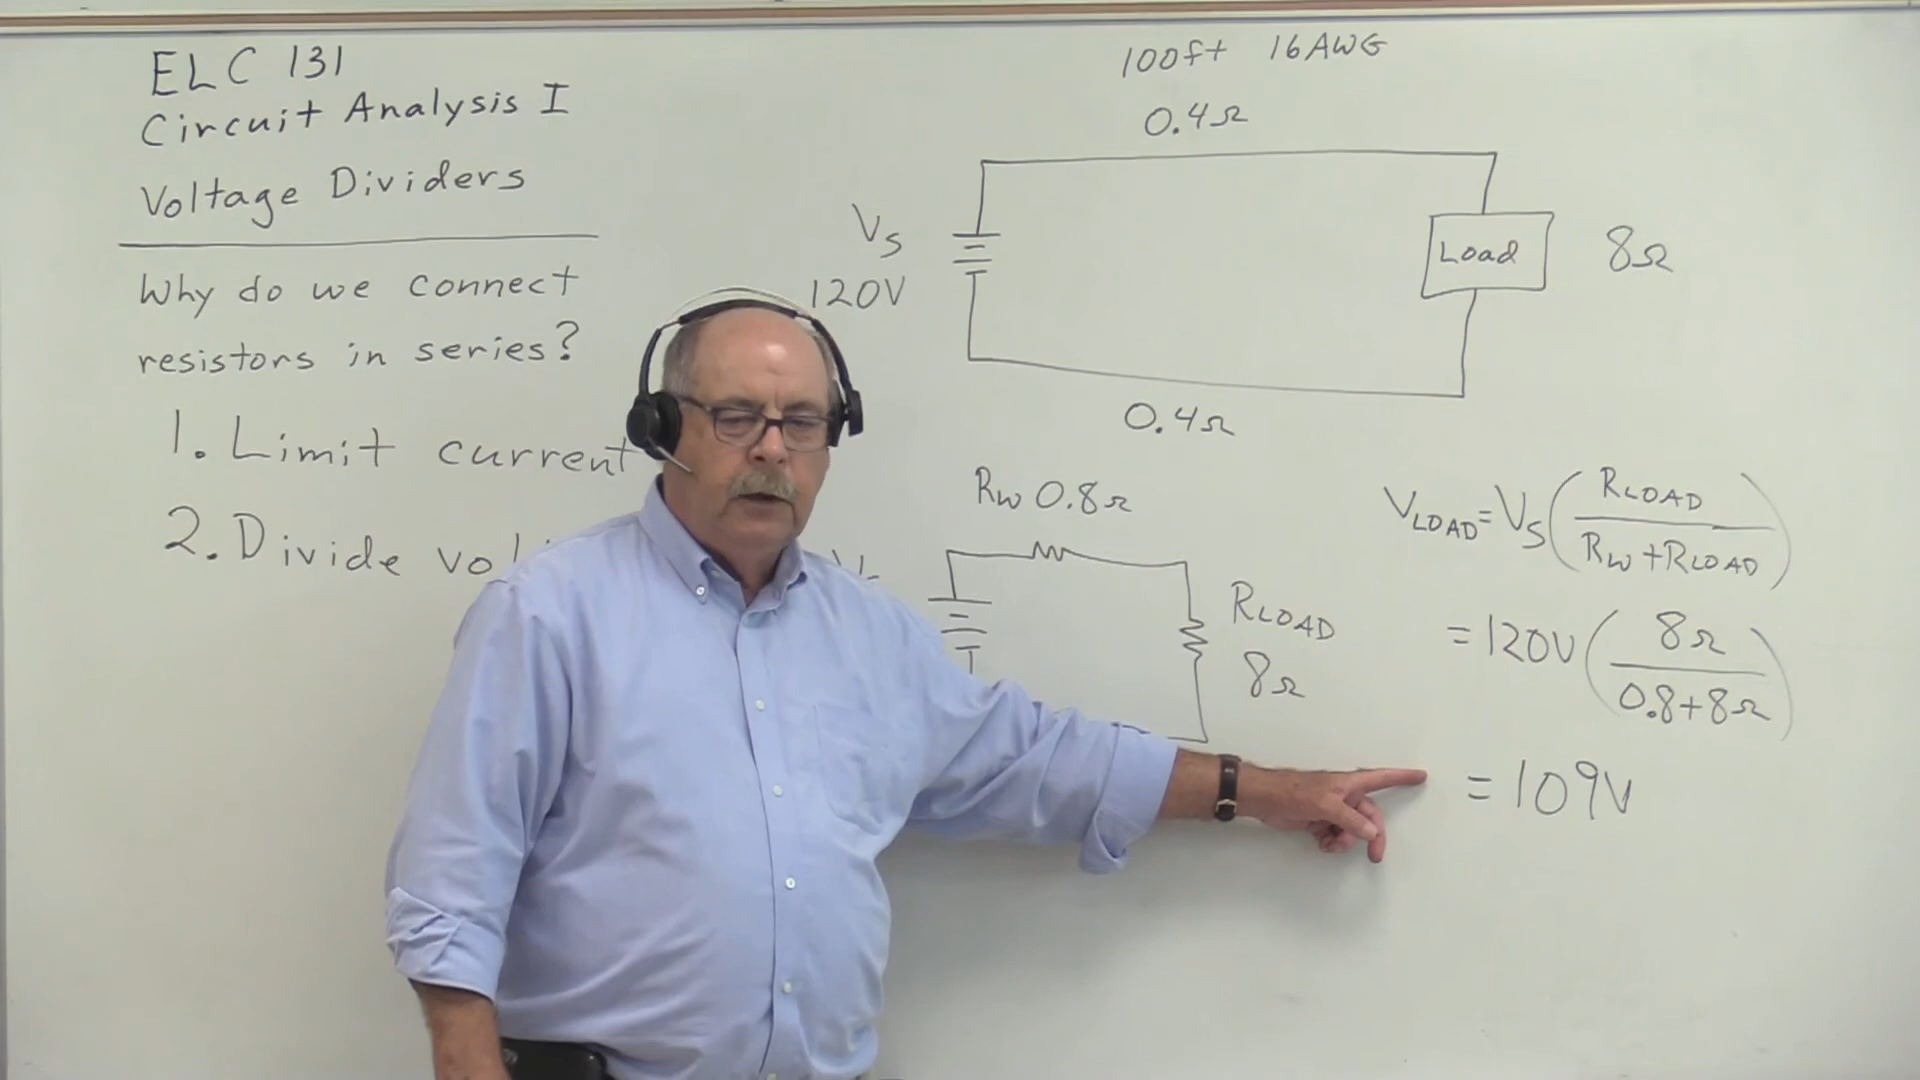 ELC 131
Circuit Analysis I
Voltage Dividers
Why do we connect
resistors in series?
1. Limit current
2. Divide
100ft 16AWG
0.4Ω
Vs
120V
Load
8Ω
0.4Ω
Rw 0.8Ω
RLOAD
8Ω
VLOAD = Vs (RLOAD / Rw + RLOAD)
= 120V (8Ω / 0.8+8Ω)
= 109V